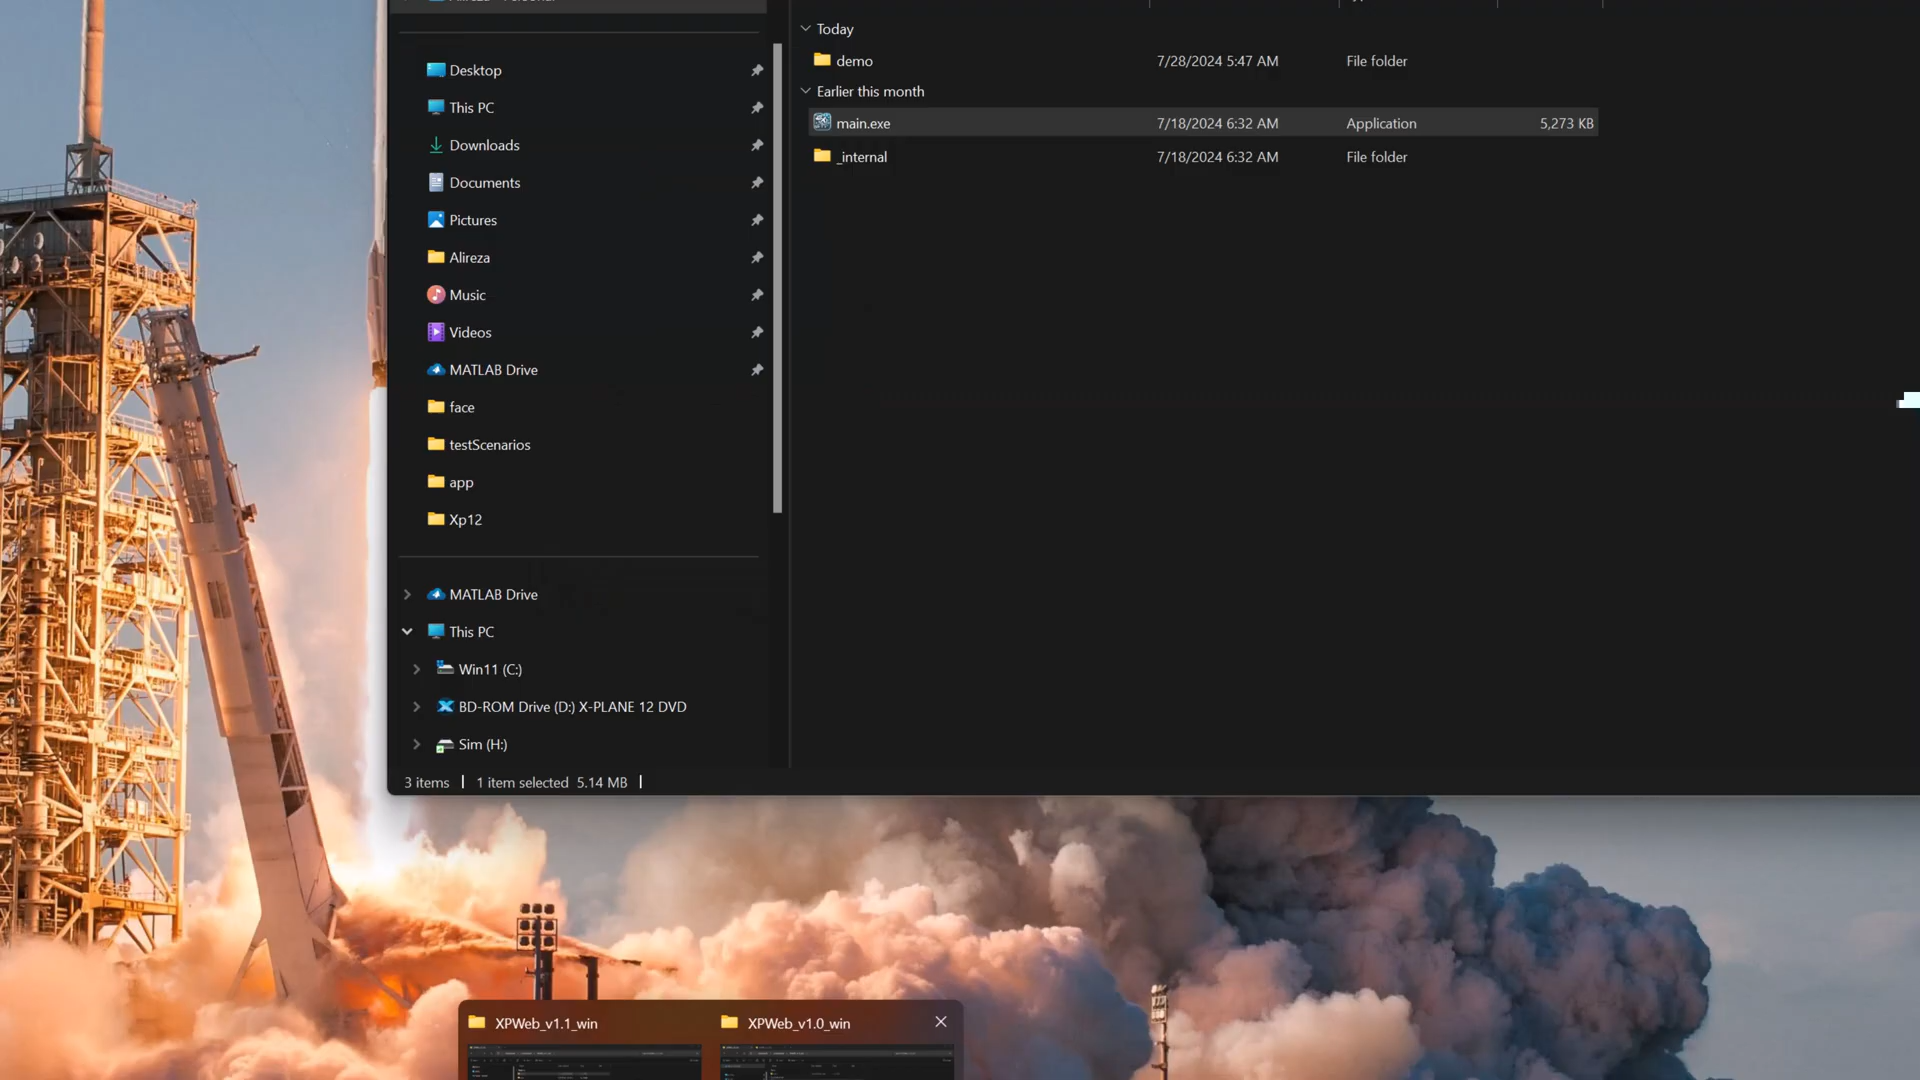 Today
demo 7/28/2024 5:47 AM File folder
Earlier this month
main.exe 7/18/2024 6:32 AM Application 5,273 KB
_internal 7/18/2024 6:32 AM File folder
Desktop
This PC
Downloads
Documents
Pictures
Alireza
Music
Videos
MATLAB Drive
face
testScenarios
app
Xp12
MATLAB Drive
This PC
Win11 (C:)
BD-ROM Drive (D:) X-PLANE 12 DVD
Sim (H:)
3 items 1 item selected 5.14 MB
XPWeb_v1.1_win XPWeb_v1.0_win